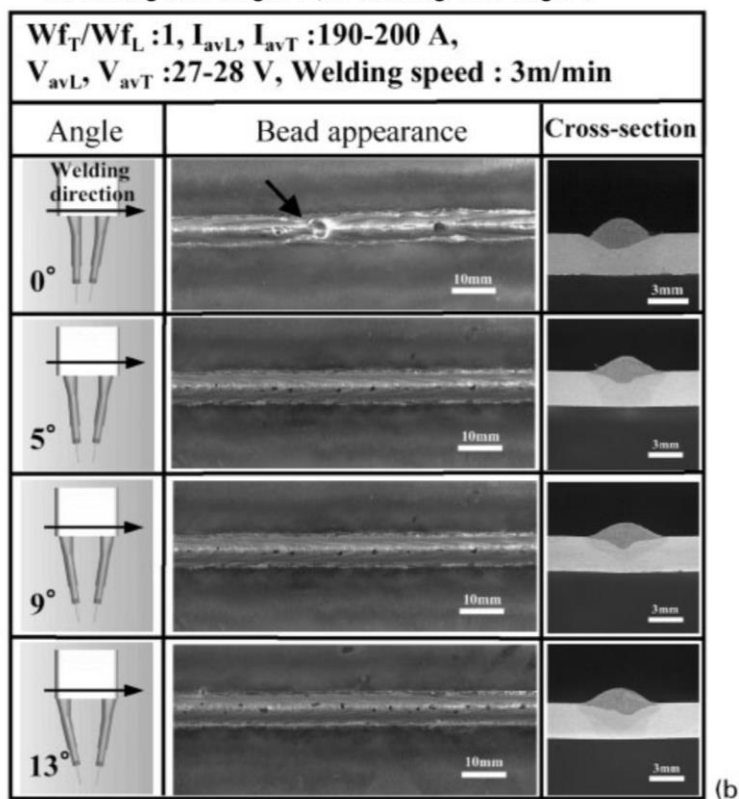 Wf_T/Wf_L :1, I_avL, I_avT :190-200 A,
V_avL, V_avT :27-28 V, Welding speed : 3m/min
Angle
Bead appearance
Cross-section
Welding
direction
0°
10mm
3mm
5°
10mm
3mm
9°
10mm
3mm
13°
10mm
3mm
(b